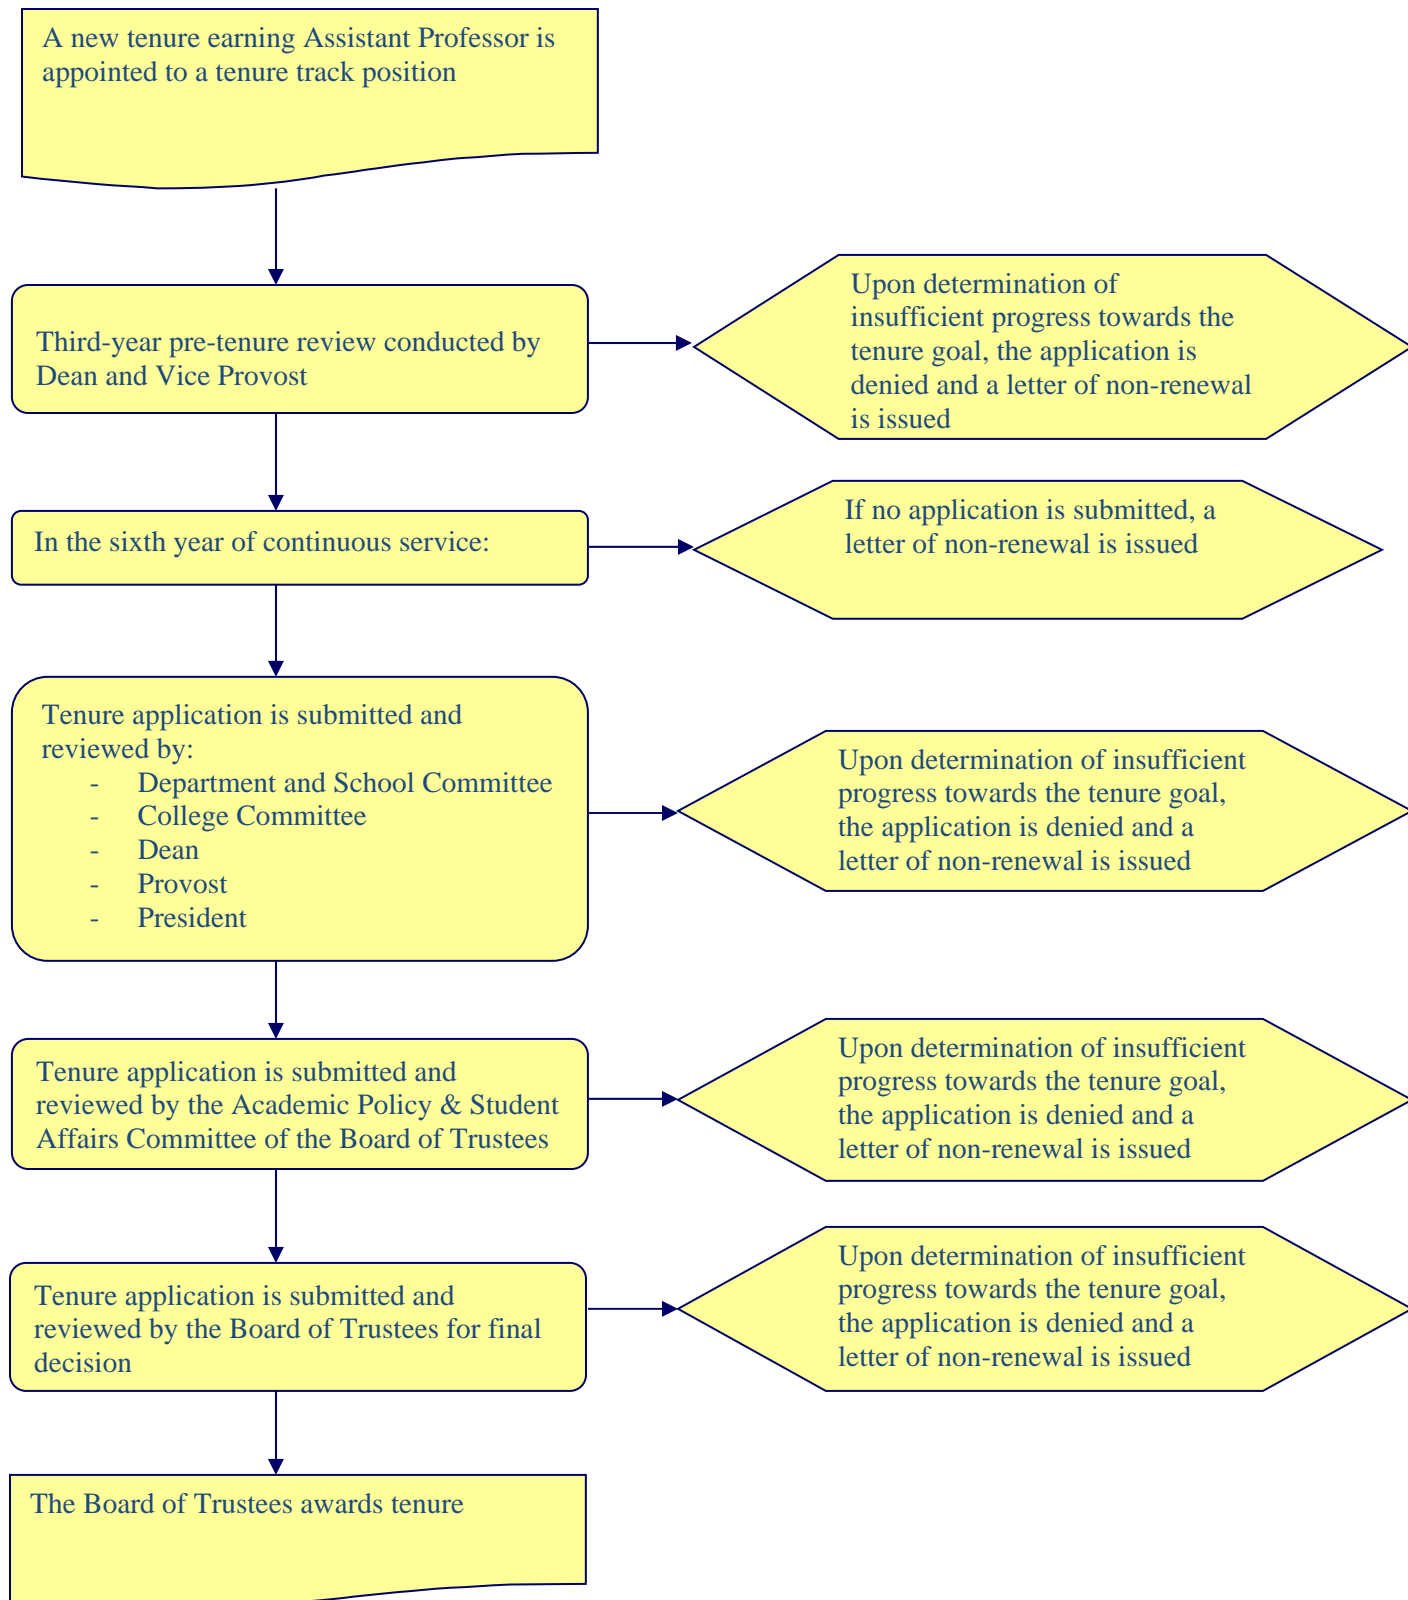 A new tenure earning Assistant Professor is
appointed to a tenure track position
Third-year pre-tenure review conducted by
Dean and Vice Provost
Upon determination of
insufficient progress towards the
tenure goal, the application is
denied and a letter of non-renewal
is issued
In the sixth year of continuous service:
If no application is submitted, a
letter of non-renewal is issued
Tenure application is submitted and
reviewed by:
- Department and School Committee
- College Committee
- Dean
- Provost
- President
Upon determination of insufficient
progress towards the tenure goal,
the application is denied and a
letter of non-renewal is issued
Tenure application is submitted and
reviewed by the Academic Policy & Student
Affairs Committee of the Board of Trustees
Upon determination of insufficient
progress towards the tenure goal,
the application is denied and a
letter of non-renewal is issued
Tenure application is submitted and
reviewed by the Board of Trustees for final
decision
Upon determination of insufficient
progress towards the tenure goal,
the application is denied and a
letter of non-renewal is issued
The Board of Trustees awards tenure